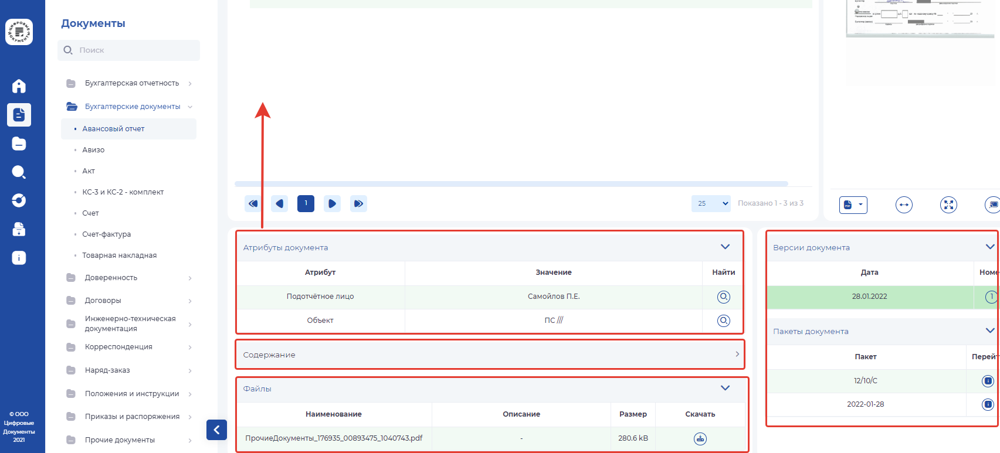 ЦИФРОВЫЕ ДОКУМЕНТЫ
Документы
Поиск
Бухгалтерская отчетность
Бухгалтерские документы
Авансовый отчет
Авизо
Акт
КС-3 и КС-2 - комплект
Счет
Счет-фактура
Товарная накладная
Доверенность
Договоры
Инженерно-техническая
документация
Корреспонденция
Наряд-заказ
Положения и инструкции
Приказы и распоряжения
Прочие документы
© ООО
Цифровые
Документы
2021
1
25
Показано 1 - 3 из 3
PDF
Атрибуты документа
Атрибут Значение Найти
Подотчётное лицо Самойлов П.Е.
Объект ПС ///
Содержание
Файлы
Наименование Описание Размер Скачать
ПрочиеДокументы_176935_00893475_1040743.pdf - 280.6 kB
Версии документа
Дата Номе
28.01.2022 1
Пакеты документа
Пакет Перейт
12/10/С
2022-01-28